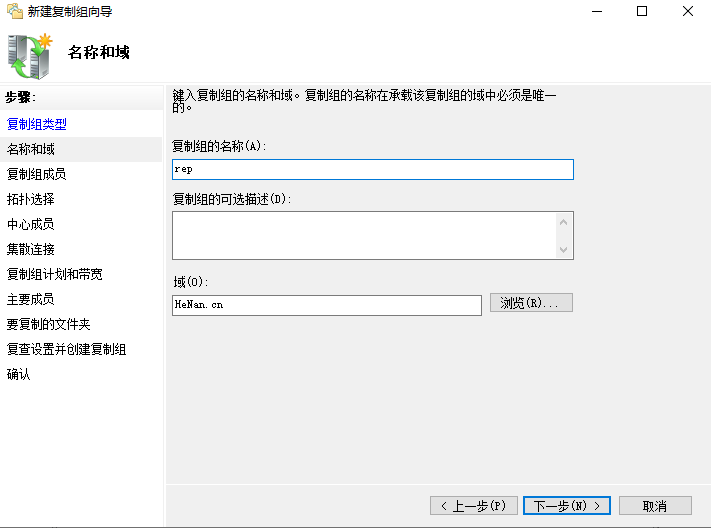 新建复制组向导
名称和域
步骤:
复制组类型
名称和域
复制组成员
拓扑选择
中心成员
集散连接
复制组计划和带宽
主要成员
要复制的文件夹
复查设置并创建复制组
确认
键入复制组的名称和域。复制组的名称在承载该复制组的域中必须是唯一
的。
复制组的名称(A):
rep
复制组的可选描述(D):
域(O):
HeNan.cn
浏览(R)...
< 上一步(P)
下一步(N) >
取消